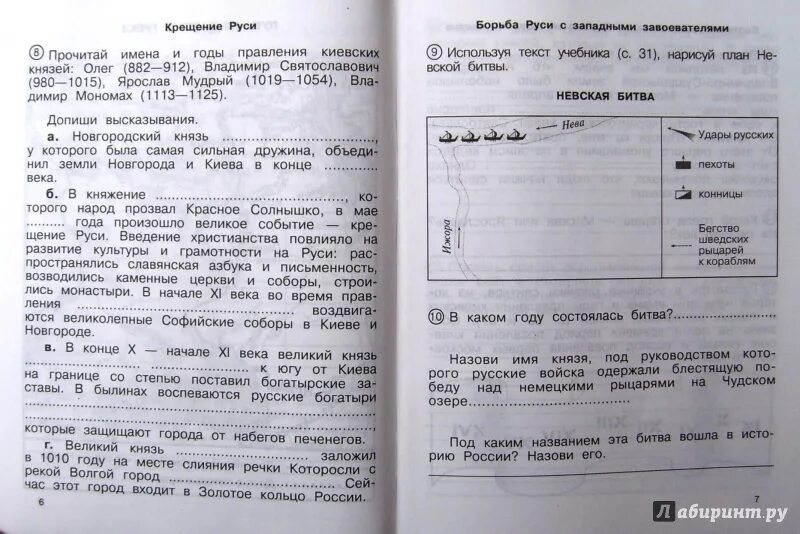 Крещение Руси
⑧ Прочитай имена и годы правления киевских
князей: Олег (882—912), Владимир Святославович
(980—1015), Ярослав Мудрый (1019—1054), Вла-
димир Мономах (1113—1125).
Допиши высказывания.
а. Новгородский князь ..............................,
у которого была самая сильная дружина, объеди-
нил земли Новгорода и Киева в конце ............
века.
б. В княжение ..............................................., ко-
торого народ прозвал Красное Солнышко, в мае
............ года произошло великое событие — кре-
щение Руси. Введение христианства повлияло на
развитие культуры и грамотности на Руси: рас-
пространялись славянская азбука и письменность,
возводились каменные церкви и соборы, строи-
лись монастыри. В начале XI века во время прав-
ления ........................................................ воздвига-
ются великолепные Софийские соборы в Киеве и
Новгороде.
в. В конце X — начале XI века великий князь
........................................................ к югу от Киева
на границе со степью поставил богатырские за-
ставы. В былинах воспеваются русские богатыри
................................................................................
................................................................................,
которые защищают города от набегов печенегов.
г. Великий князь .................................. заложил
в 1010 году на месте слияния речки Которосли с
рекой Волгой город .................................. Сей-
час этот город входит в Золотое кольцо России.
6
Борьба Руси с западными завоевателями
⑨ Используя текст учебника (с. 31), нарисуй план Не-
вской битвы.
НЕВСКАЯ БИТВА
Нева
Ижора
Удары русских
пехоты
конницы
Бегство
шведских
рыцарей
к кораблям
⑩ В каком году состоялась битва?..........................
Назови имя князя, под руководством кото-
рого русские войска одержали блестящую по-
беду над немецкими рыцарями на Чудском
озере................................................................
Под каким названием эта битва вошла в исто-
рию России? Назови его.
7
Лабиринт.ру